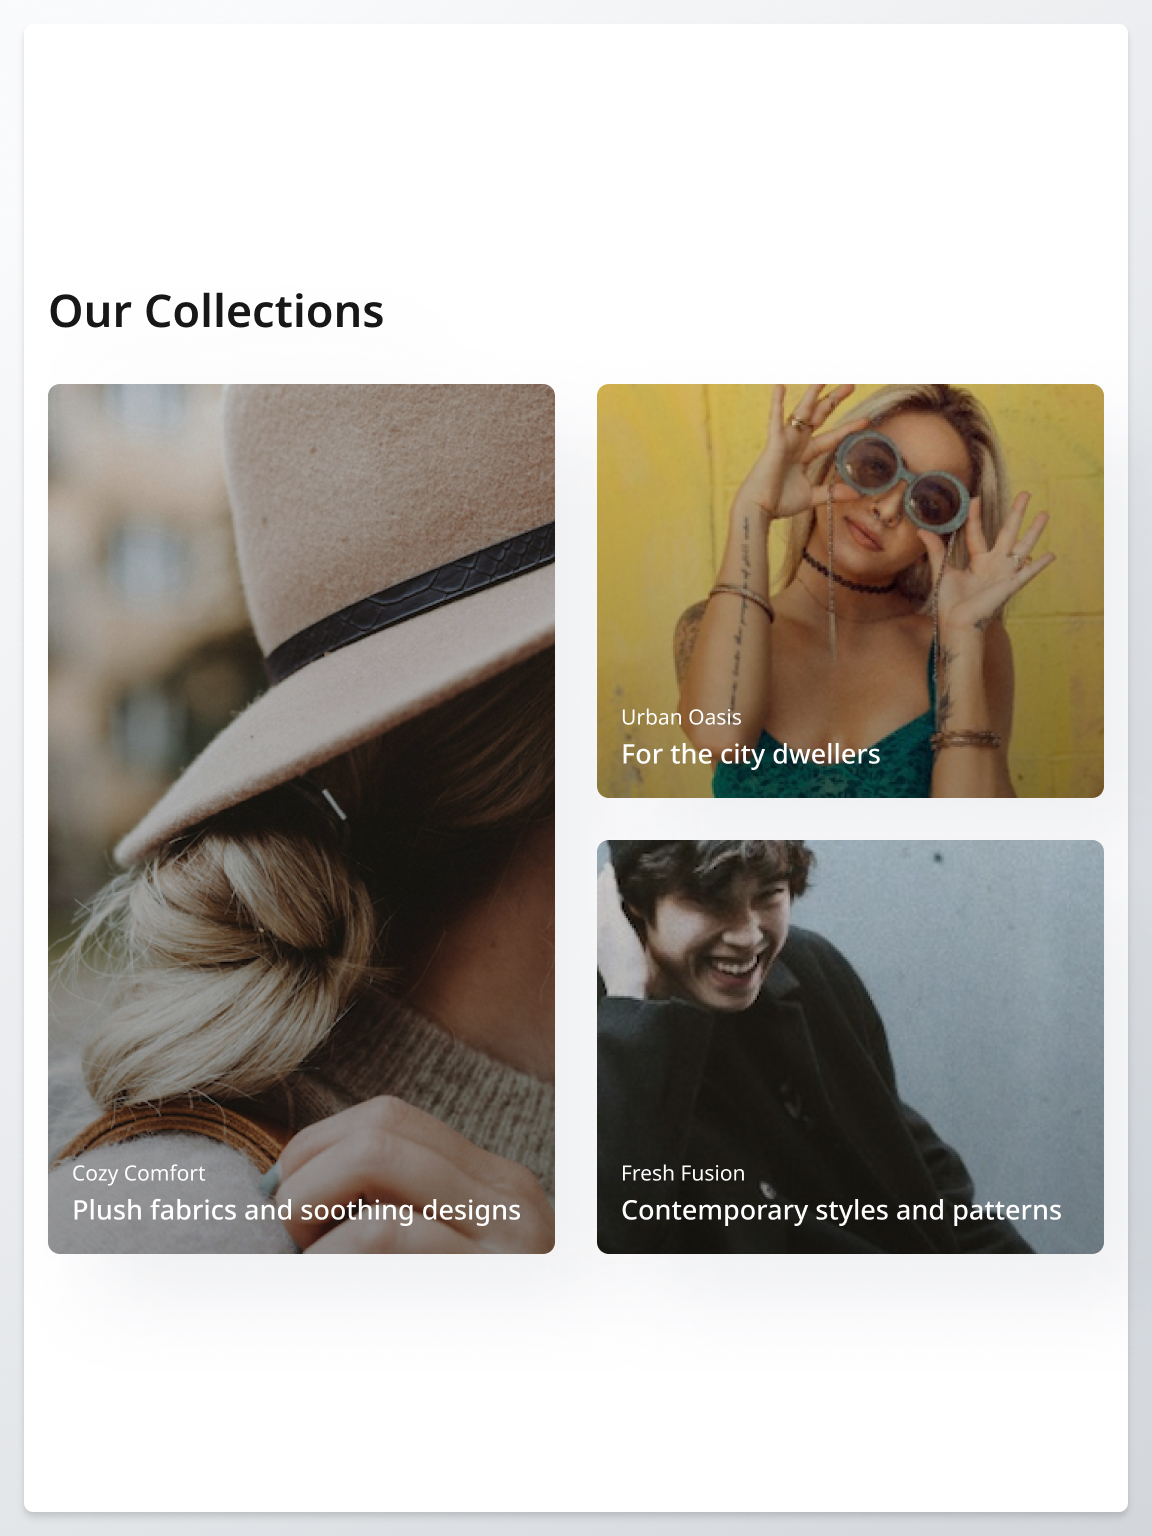 Our Collections
Cozy Comfort
Plush fabrics and soothing designs
Urban Oasis
For the city dwellers
Fresh Fusion
Contemporary styles and patterns